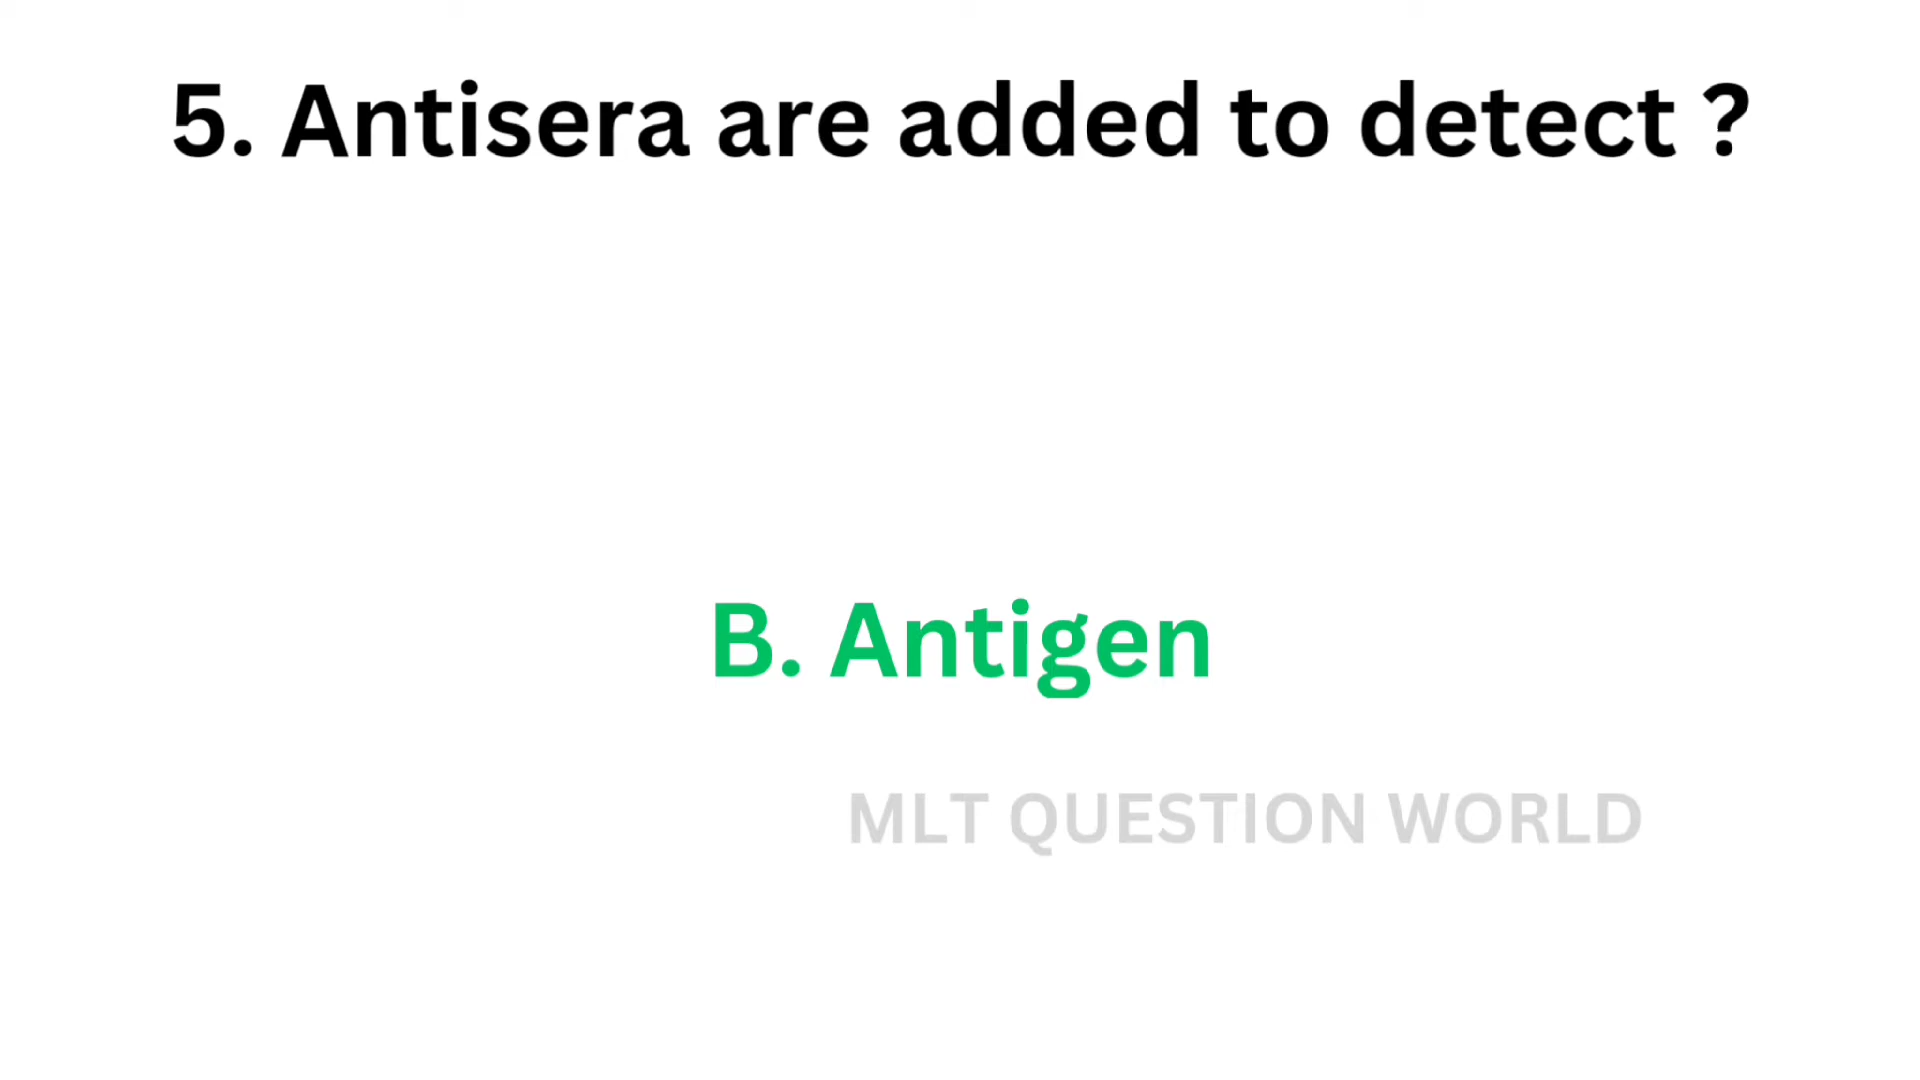 5. Antisera are added to detect ?
B. Antigen
MLT QUESTION WORLD